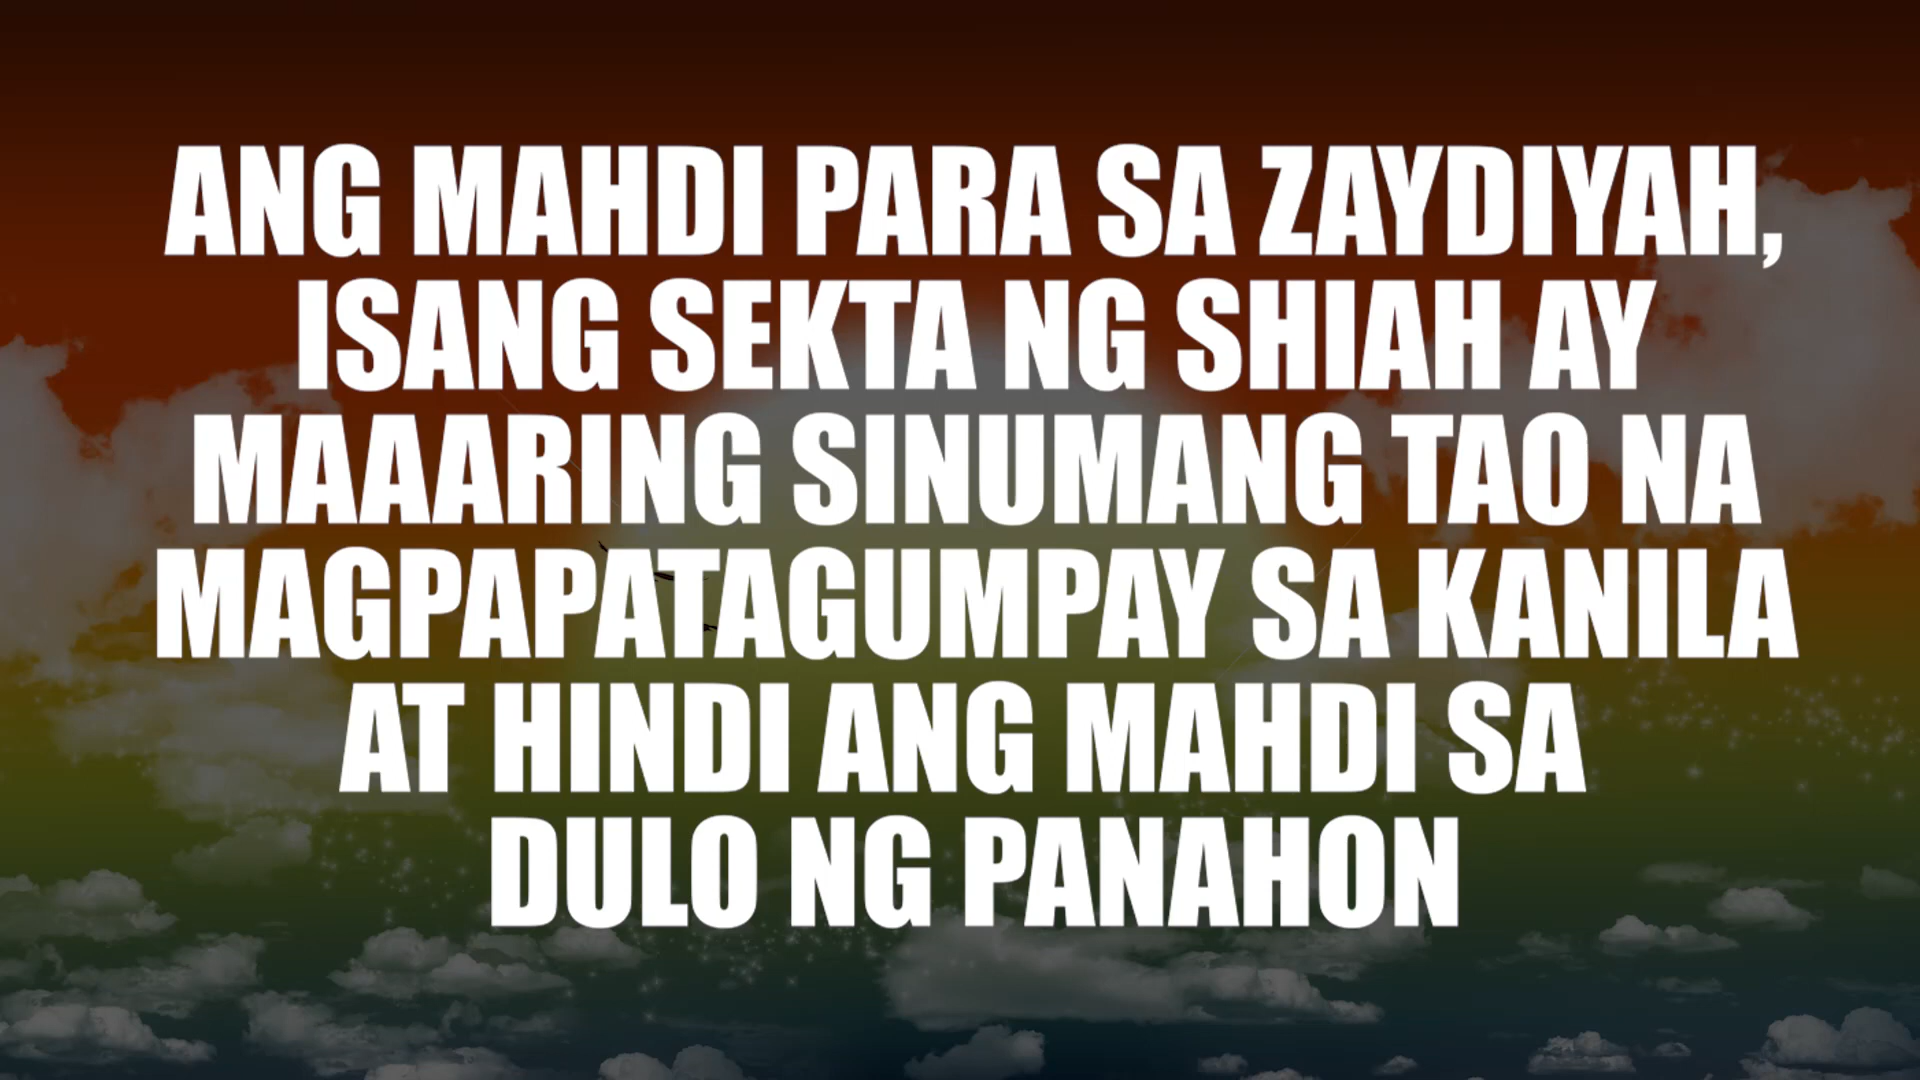 ANG MAHDI PARA SA ZAYDIYAH,
ISANG SEKTA NG SHIAH AY
MAAARING SINUMANG TAO NA
MAGPAPATAGUMPAY SA KANILA
AT HINDI ANG MAHDI SA
DULO NG PANAHON